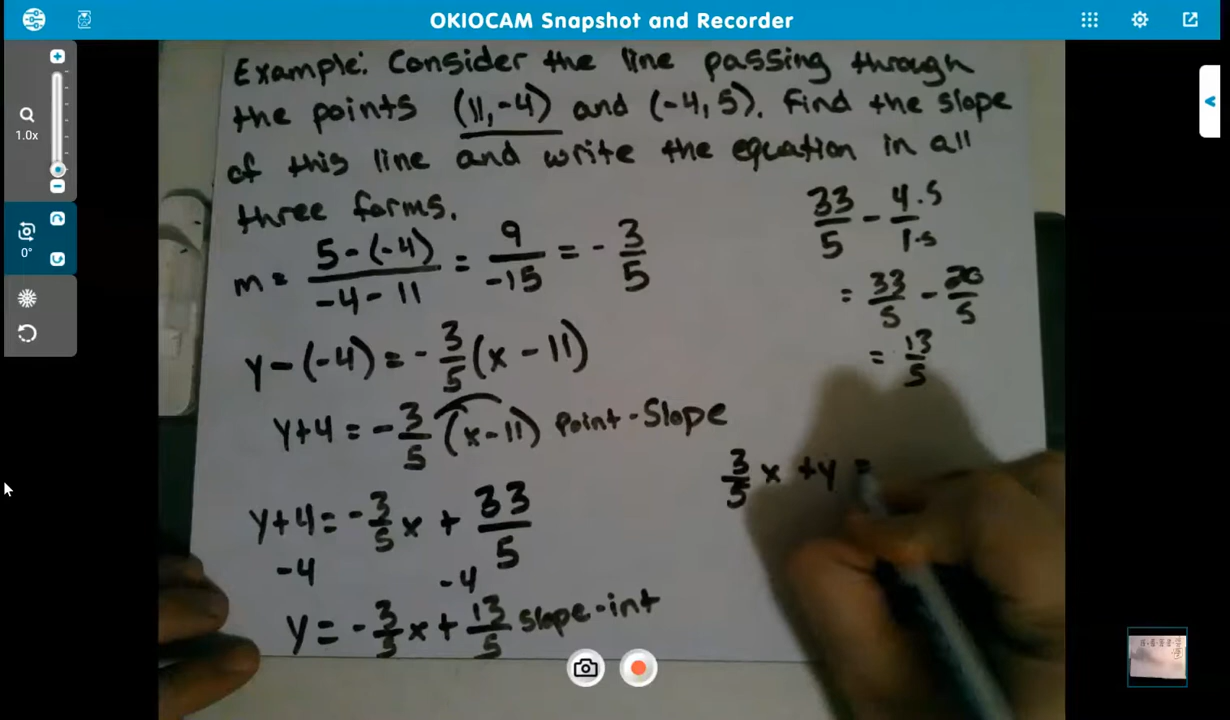 OKIOCAM Snapshot and Recorder
1.0x
0°
Example: Consider the line passing through
the points (11,-4) and (-4,5). Find the slope
of this line and write the equation in all
three forms.
m = 5-(-4)/-4-11 = 9/-15 = -3/5
y-(-4) = -3/5(x-11)
y+4 = -3/5(x-11) Point-Slope
y+4 = -3/5x + 33/5
-4 -4
y = -3/5x + 13/5 slope-int
33/5 - 4·5/1·5
= 33/5 - 20/5
= 13/5
3/5x + y =